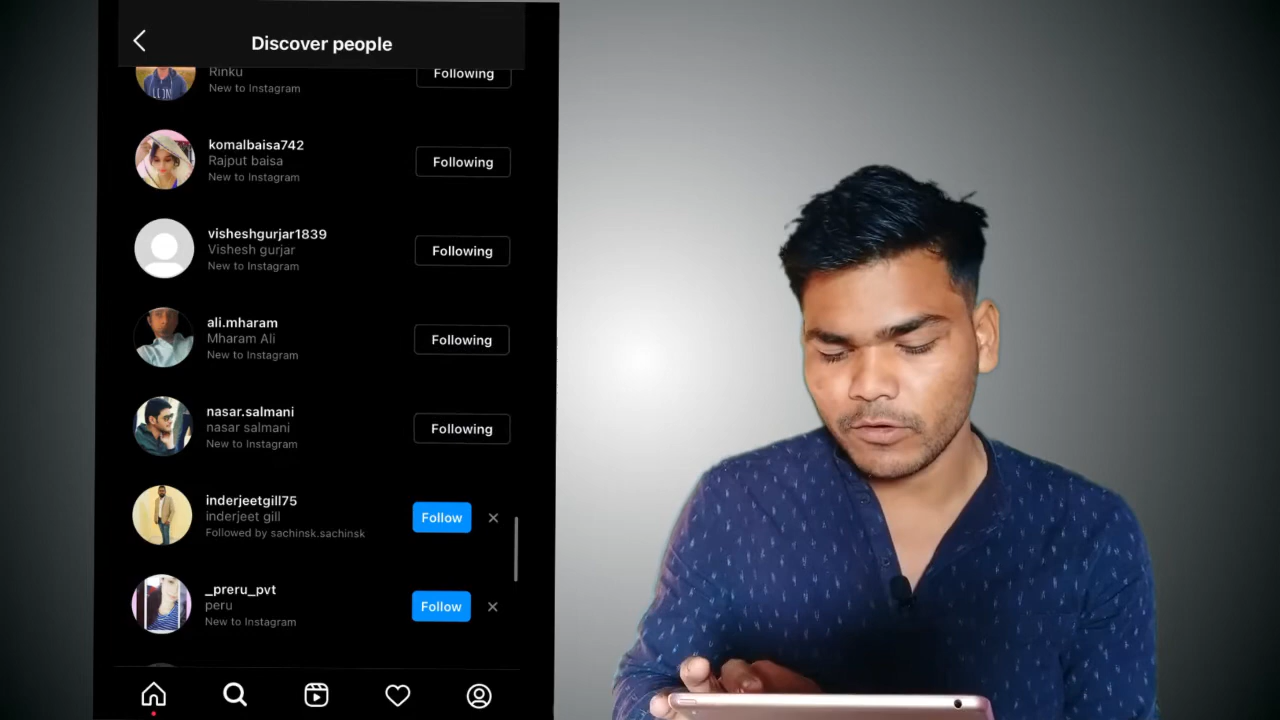 Discover people
Rinku
New to Instagram
Following
komalbaisa742
Rajput baisa
New to Instagram
Following
visheshgurjar1839
Vishesh gurjar
New to Instagram
Following
ali.mharam
Mharam Ali
New to Instagram
Following
nasar.salmani
nasar salmani
New to Instagram
Following
inderjeetgill75
inderjeet gill
Followed by sachinsk.sachinsk
Follow
_preru_pvt
peru
New to Instagram
Follow